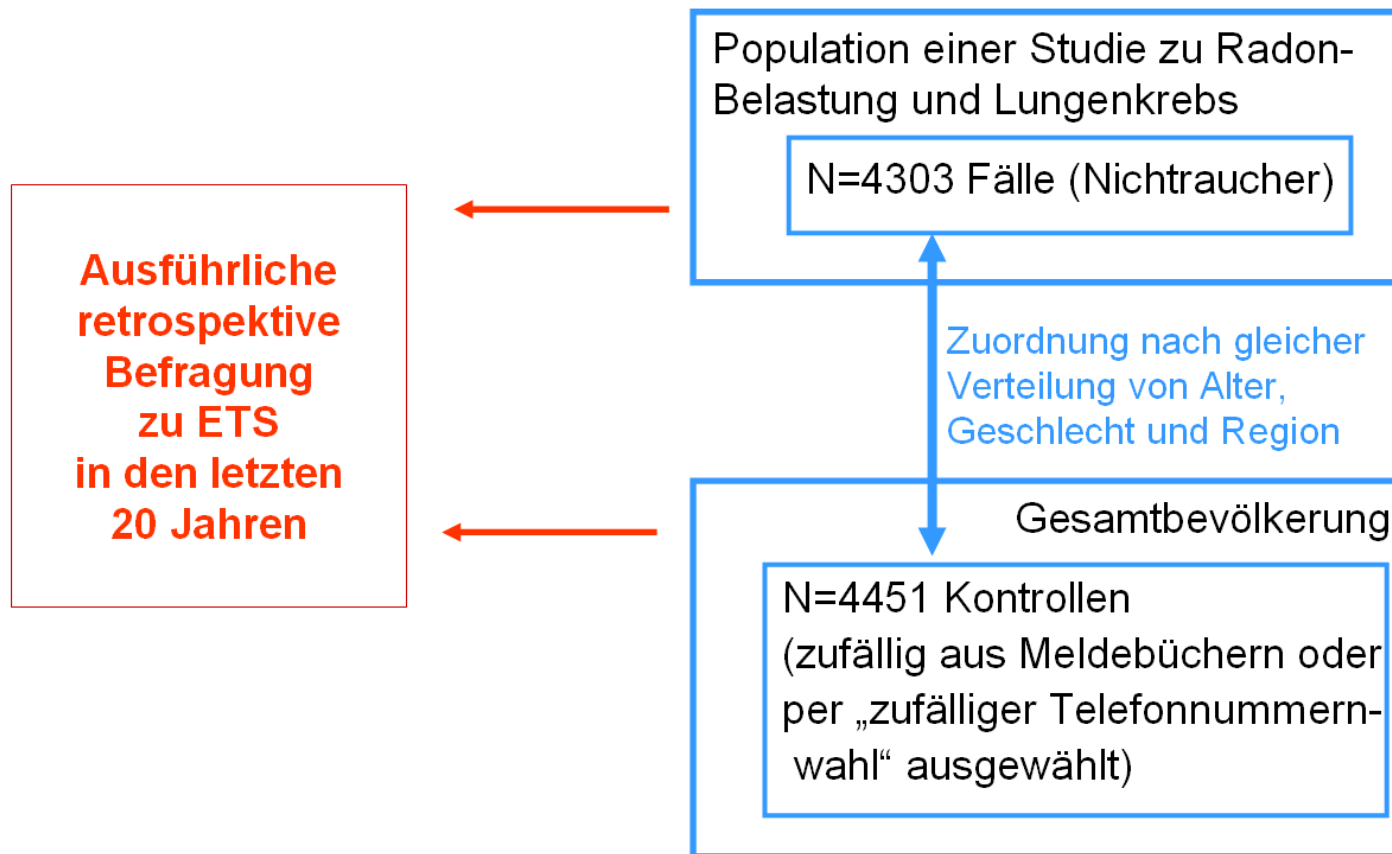 Population einer Studie zu Radon-
Belastung und Lungenkrebs
N=4303 Fälle (Nichtraucher)
Ausführliche
retrospektive
Befragung
zu ETS
in den letzten
20 Jahren
Zuordnung nach gleicher
Verteilung von Alter,
Geschlecht und Region
Gesamtbevölkerung
N=4451 Kontrollen
(zufällig aus Meldebüchern oder
per „zufälliger Telefonnummern-
wahl“ ausgewählt)